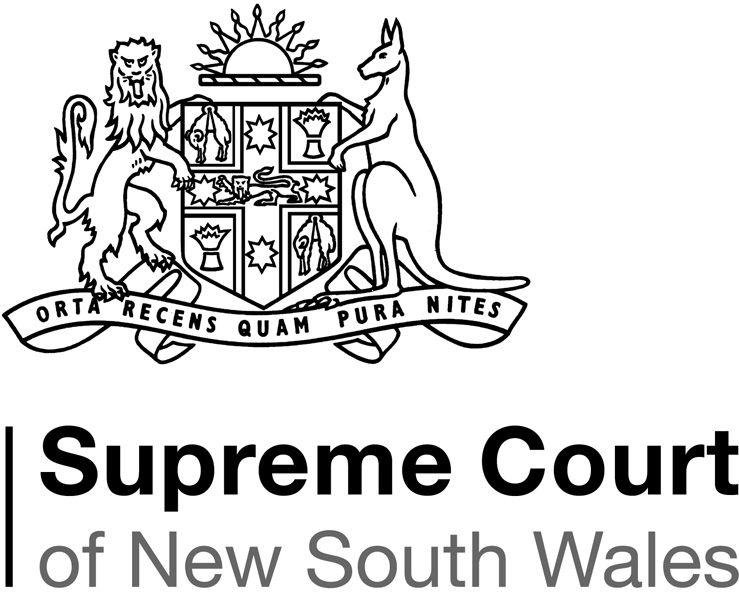 ORTA RECENS QUAM PURA NITES
Supreme Court
of New South Wales